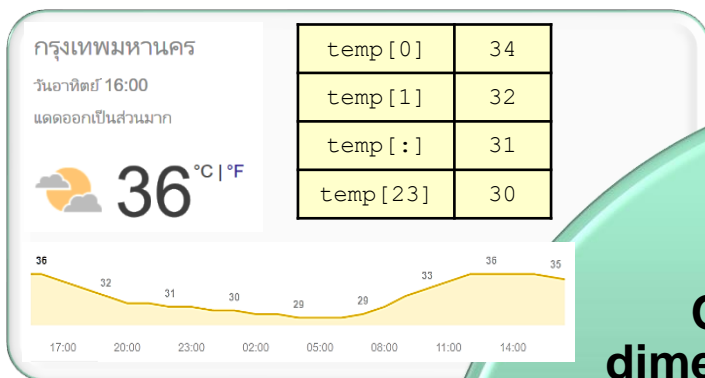 กรุงเทพมหานคร
วันอาทิตย์ 16:00
แดดออกเป็นส่วนมาก
36 °C | °F
temp[0] 34
temp[1] 32
temp[:] 31
temp[23] 30
36 32 31 30 29 29 33 36 35
17:00 20:00 23:00 02:00 05:00 08:00 11:00 14:00